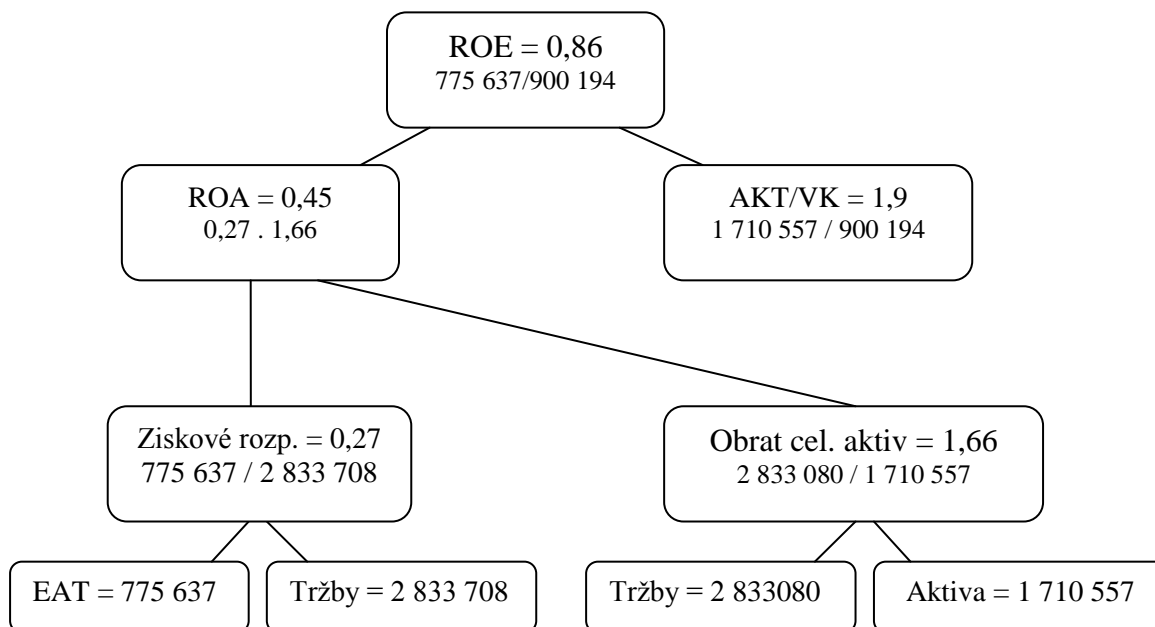 ROE = 0,86
775 637/900 194
ROA = 0,45
0,27 . 1,66
AKT/VK = 1,9
1 710 557 / 900 194
Ziskové rozp. = 0,27
775 637 / 2 833 708
Obrat cel. aktiv = 1,66
2 833 080 / 1 710 557
EAT = 775 637
Tržby = 2 833 708
Tržby = 2 833080
Aktiva = 1 710 557